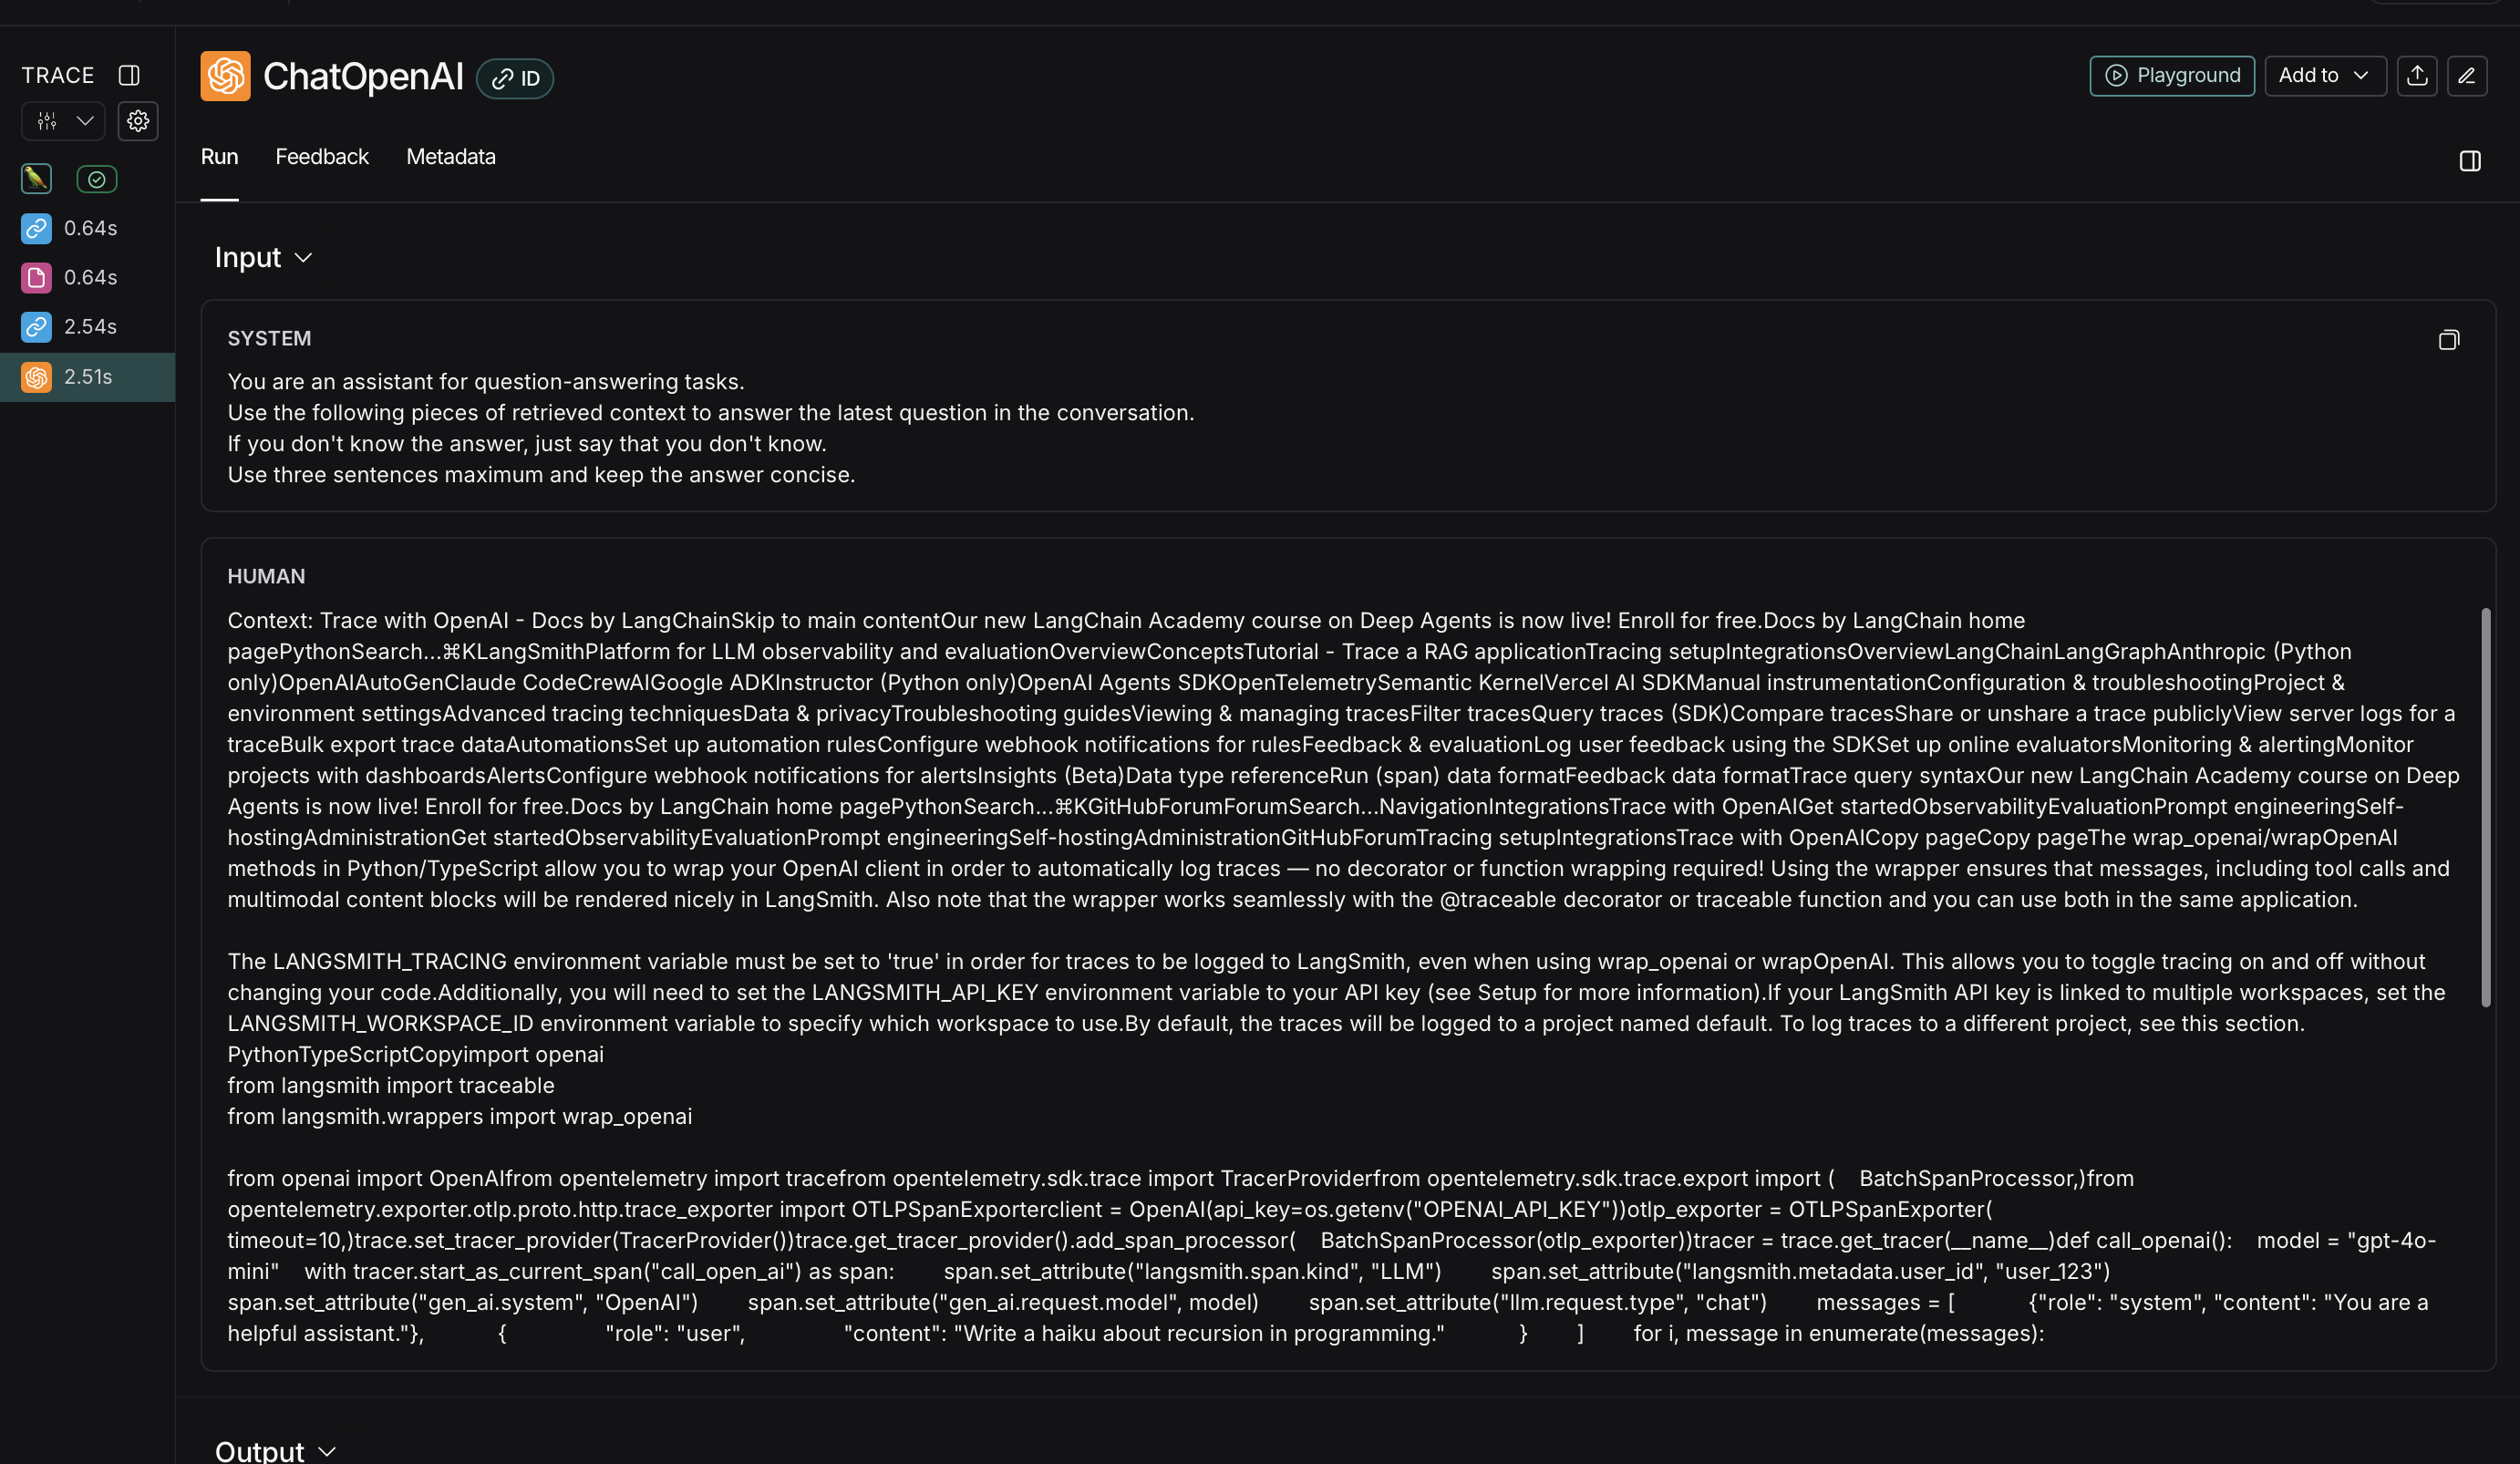 TRACE
0.64s
0.64s
2.54s
2.51s
ChatOpenAI
ID
Playground
Add to
Run
Feedback
Metadata
Input
SYSTEM
You are an assistant for question-answering tasks.
Use the following pieces of retrieved context to answer the latest question in the conversation.
If you don't know the answer, just say that you don't know.
Use three sentences maximum and keep the answer concise.
HUMAN
Context: Trace with OpenAI - Docs by LangChainSkip to main contentOur new LangChain Academy course on Deep Agents is now live! Enroll for free.Docs by LangChain home
pagePythonSearch...⌘KLangSmithPlatform for LLM observability and evaluationOverviewConceptsTutorial - Trace a RAG applicationTracing setupIntegrationsOverviewLangChainLangGraphAnthropic (Python
only)OpenAIAutoGenClaude CodeCrewAIGoogle ADKInstructor (Python only)OpenAI Agents SDKOpenTelemetrySemantic KernelVercel AI SDKManual instrumentationConfiguration & troubleshootingProject &
environment settingsAdvanced tracing techniquesData & privacyTroubleshooting guidesViewing & managing tracesFilter tracesQuery traces (SDK)Compare tracesShare or unshare a trace publiclyView server logs for a
traceBulk export trace dataAutomationsSet up automation rulesConfigure webhook notifications for rulesFeedback & evaluationLog user feedback using the SDKSet up online evaluatorsMonitoring & alertingMonitor
projects with dashboardsAlertsConfigure webhook notifications for alertsInsights (Beta)Data type referenceRun (span) data formatFeedback data formatTrace query syntaxOur new LangChain Academy course on Deep
Agents is now live! Enroll for free.Docs by LangChain home pagePythonSearch...⌘KGitHubForumForumSearch...NavigationIntegrationsTrace with OpenAIGet startedObservabilityEvaluationPrompt engineeringSelf-
hostingAdministrationGet startedObservabilityEvaluationPrompt engineeringSelf-hostingAdministrationGitHubForumTracing setupIntegrationsTrace with OpenAICopy pageCopy pageThe wrap_openai/wrapOpenAI
methods in Python/TypeScript allow you to wrap your OpenAI client in order to automatically log traces — no decorator or function wrapping required! Using the wrapper ensures that messages, including tool calls and
multimodal content blocks will be rendered nicely in LangSmith. Also note that the wrapper works seamlessly with the @traceable decorator or traceable function and you can use both in the same application.
The LANGSMITH_TRACING environment variable must be set to 'true' in order for traces to be logged to LangSmith, even when using wrap_openai or wrapOpenAI. This allows you to toggle tracing on and off without
changing your code.Additionally, you will need to set the LANGSMITH_API_KEY environment variable to your API key (see Setup for more information).If your LangSmith API key is linked to multiple workspaces, set the
LANGSMITH_WORKSPACE_ID environment variable to specify which workspace to use.By default, the traces will be logged to a project named default. To log traces to a different project, see this section.
PythonTypeScriptCopyimport openai
from langsmith import traceable
from langsmith.wrappers import wrap_openai
from openai import OpenAIfrom opentelemetry import tracefrom opentelemetry.sdk.trace import TracerProviderfrom opentelemetry.sdk.trace.export import (    BatchSpanProcessor,)from
opentelemetry.exporter.otlp.proto.http.trace_exporter import OTLPSpanExporterclient = OpenAI(api_key=os.getenv("OPENAI_API_KEY"))otlp_exporter = OTLPSpanExporter(
timeout=10,)trace.set_tracer_provider(TracerProvider())trace.get_tracer_provider().add_span_processor(    BatchSpanProcessor(otlp_exporter))tracer = trace.get_tracer(__name__)def call_openai():    model = "gpt-4o-
mini"    with tracer.start_as_current_span("call_open_ai") as span:        span.set_attribute("langsmith.span.kind", "LLM")        span.set_attribute("langsmith.metadata.user_id", "user_123")
span.set_attribute("gen_ai.system", "OpenAI")        span.set_attribute("gen_ai.request.model", model)        span.set_attribute("llm.request.type", "chat")        messages = [            {"role": "system", "content": "You are a
helpful assistant."},            {                "role": "user",                "content": "Write a haiku about recursion in programming."            }        ]        for i, message in enumerate(messages):
Output